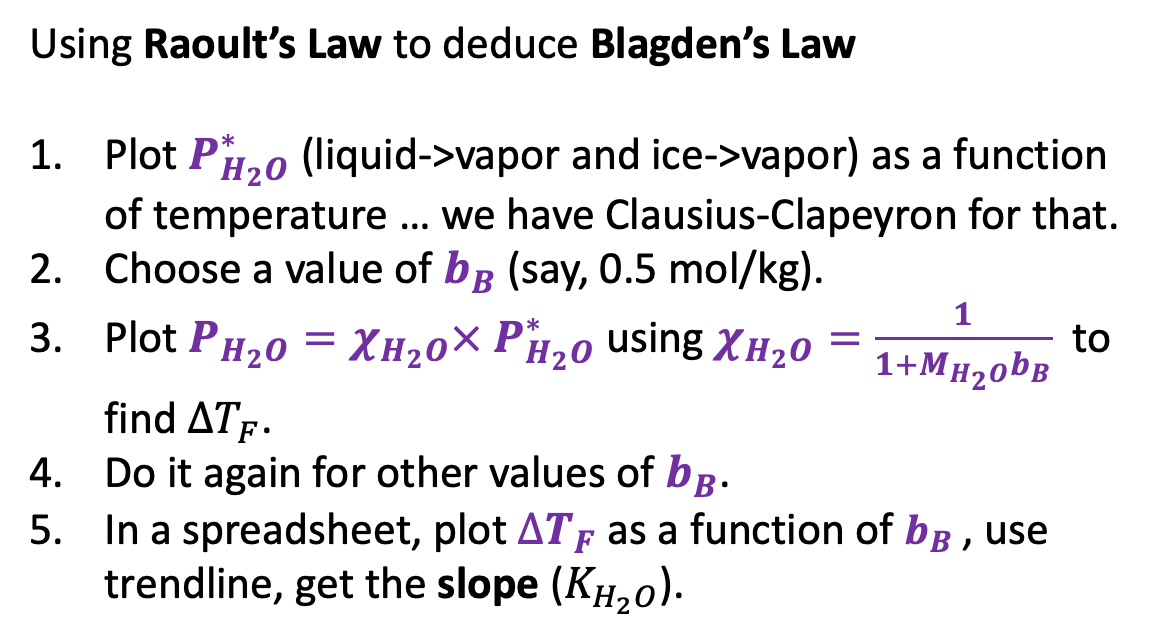 Using Raoult's Law to deduce Blagden's Law
1. Plot P*H₂O (liquid->vapor and ice->vapor) as a function
of temperature ... we have Clausius-Clapeyron for that.
2. Choose a value of bB (say, 0.5 mol/kg).
3. Plot PH₂O = χH₂O× P*H₂O using χH₂O = 1/(1+MH₂ObB) to
find ΔTF.
4. Do it again for other values of bB.
5. In a spreadsheet, plot ΔTF as a function of bB , use
trendline, get the slope (KH₂O).